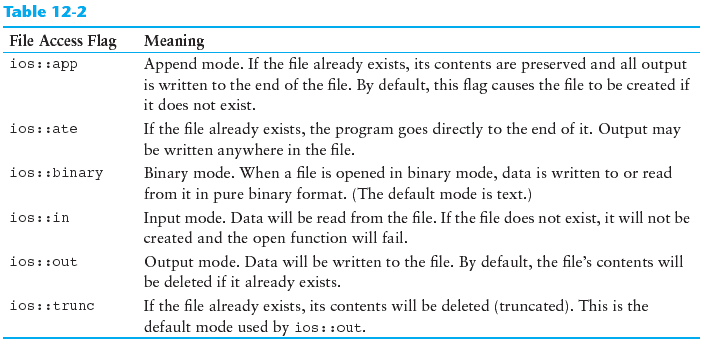 Table 12-2
File Access Flag Meaning
ios::app Append mode. If the file already exists, its contents are preserved and all output
is written to the end of the file. By default, this flag causes the file to be created if
it does not exist.
ios::ate If the file already exists, the program goes directly to the end of it. Output may
be written anywhere in the file.
ios::binary Binary mode. When a file is opened in binary mode, data is written to or read
from it in pure binary format. (The default mode is text.)
ios::in Input mode. Data will be read from the file. If the file does not exist, it will not be
created and the open function will fail.
ios::out Output mode. Data will be written to the file. By default, the file’s contents will
be deleted if it already exists.
ios::trunc If the file already exists, its contents will be deleted (truncated). This is the
default mode used by ios::out.